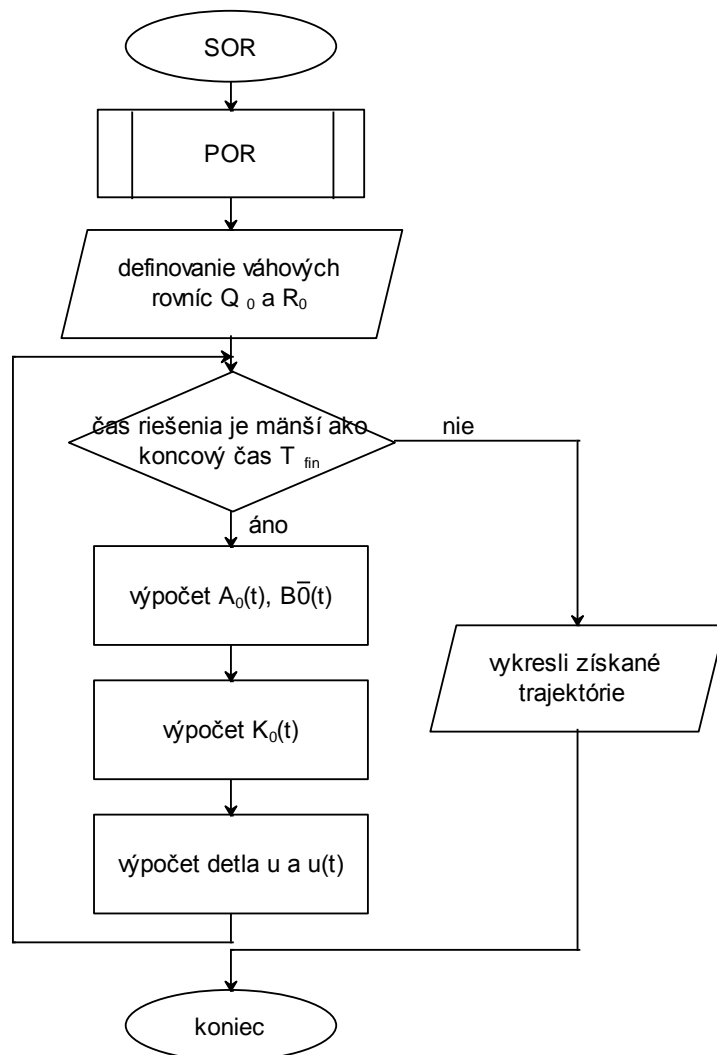 SOR
POR
definovanie váhových
rovníc Q ₀ a R₀
čas riešenia je mänší ako
koncový čas T fin
nie
áno
výpočet A₀(t), B0̅(t)
vykresli získané
trajektórie
výpočet K₀(t)
výpočet detla u a u(t)
koniec